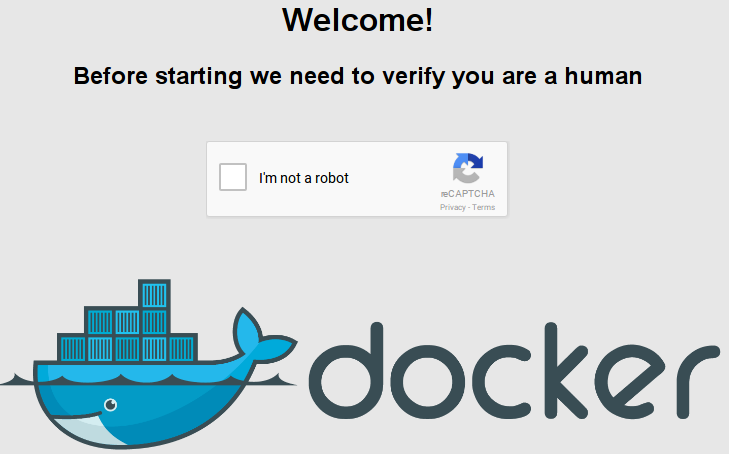 Welcome!
Before starting we need to verify you are a human
I'm not a robot
reCAPTCHA
Privacy - Terms
docker